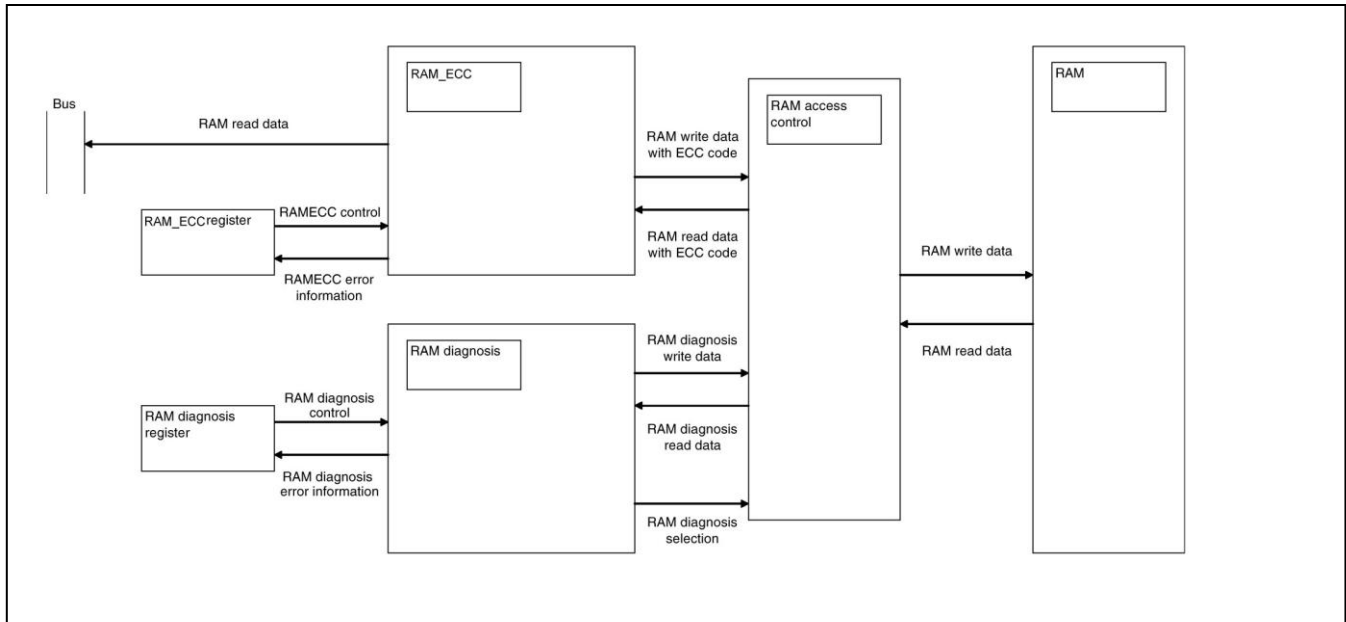 Bus
RAM read data
RAM_ECC
RAM_ECCregister
RAMECC control
RAMECC error
information
RAM write data
with ECC code
RAM read data
with ECC code
RAM access
control
RAM
RAM write data
RAM read data
RAM diagnosis
register
RAM diagnosis
control
RAM diagnosis
error information
RAM diagnosis
RAM diagnosis
write data
RAM diagnosis
read data
RAM diagnosis
selection